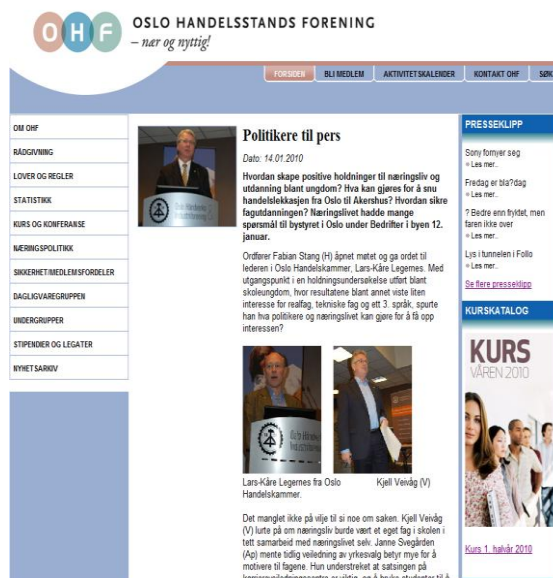 OHF
OSLO HANDELSSTANDS FORENING
– nær og nyttig!
FORSIDEN
BLI MEDLEM
AKTIVITETSKALENDER
KONTAKT OHF
SØK
OM OHF
RÅDGIVNING
LOVER OG REGLER
STATISTIKK
KURS OG KONFERANSE
NÆRINGSPOLITIKK
SIKKERHET/MEDLEMSFORDELER
DAGLIGVAREGRUPPEN
UNDERGRUPPER
STIPENDIER OG LEGATER
NYHETSARKIV
Politikere til pers
Dato: 14.01.2010
Hvordan skape positive holdninger til næringsliv og
utdanning blant ungdom? Hva kan gjøres for å snu
handelslekkasjen fra Oslo til Akershus? Hvordan sikre
fagutdanningen? Næringslivet hadde mange
spørsmål til bystyret i Oslo under Bedrifter i byen 12.
januar.
Ordfører Fabian Stang (H) åpnet møtet og ga ordet til
lederen i Oslo Handelskammer, Lars-Kåre Legernes. Med
utgangspunkt i en holdningsundersøkelse utført blant
skoleungdom, hvor resultatene blant annet viste liten
interesse for realfag, tekniske fag og ett 3. språk, spurte
han hva politikere og næringslivet kan gjøre for å få opp
interessen?
Lars-Kåre Legernes fra Oslo
Handelskammer.
Kjell Veivåg (V)
Det manglet ikke på vilje til si noe om saken. Kjell Veivåg
(V) lurte på om næringsliv burde vært et eget fag i skolen i
tett samarbeid med næringslivet selv. Janne Svegården
(Ap) mente tidlig veiledning av yrkesvalg betyr mye for å
motivere til fagene. Hun understreket at satsingen på
PRESSEKLIPP
Sony fornyer seg
Les mer..
Fredag er bla?dag
Les mer..
? Bedre enn fryktet, men
faren ikke over
Les mer..
Lys i tunnelen i Follo
Les mer..
Se flere presseklipp
KURSKATALOG
KURS
VÅREN 2010
Kurs 1. halvår 2010